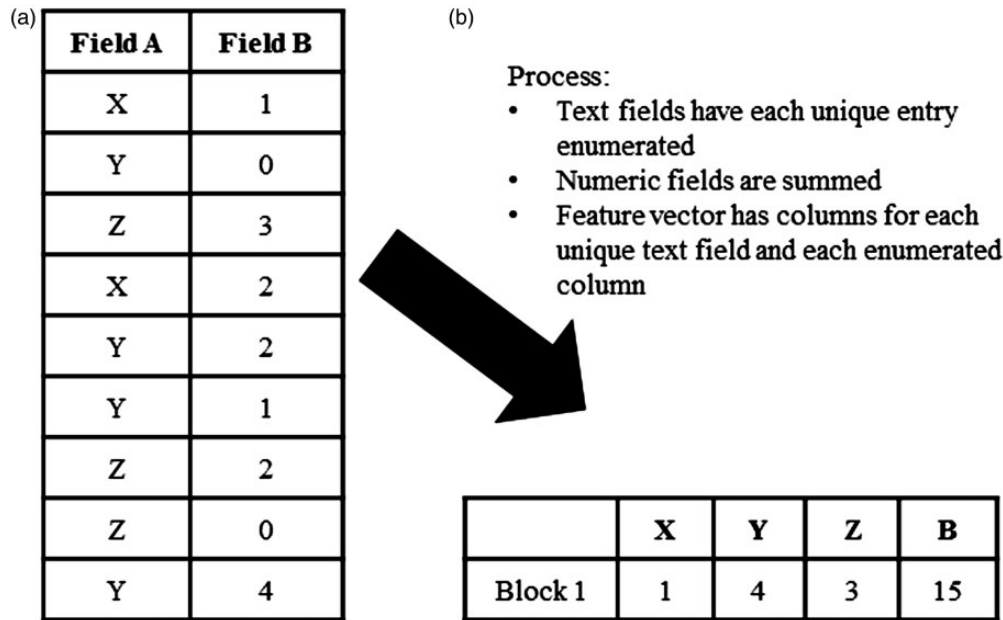 (a)
Field A Field B
X 1
Y 0
Z 3
X 2
Y 2
Y 1
Z 2
Z 0
Y 4
(b)
Process:
• Text fields have each unique entry
enumerated
• Numeric fields are summed
• Feature vector has columns for each
unique text field and each enumerated
column
X Y Z B
Block 1 1 4 3 15